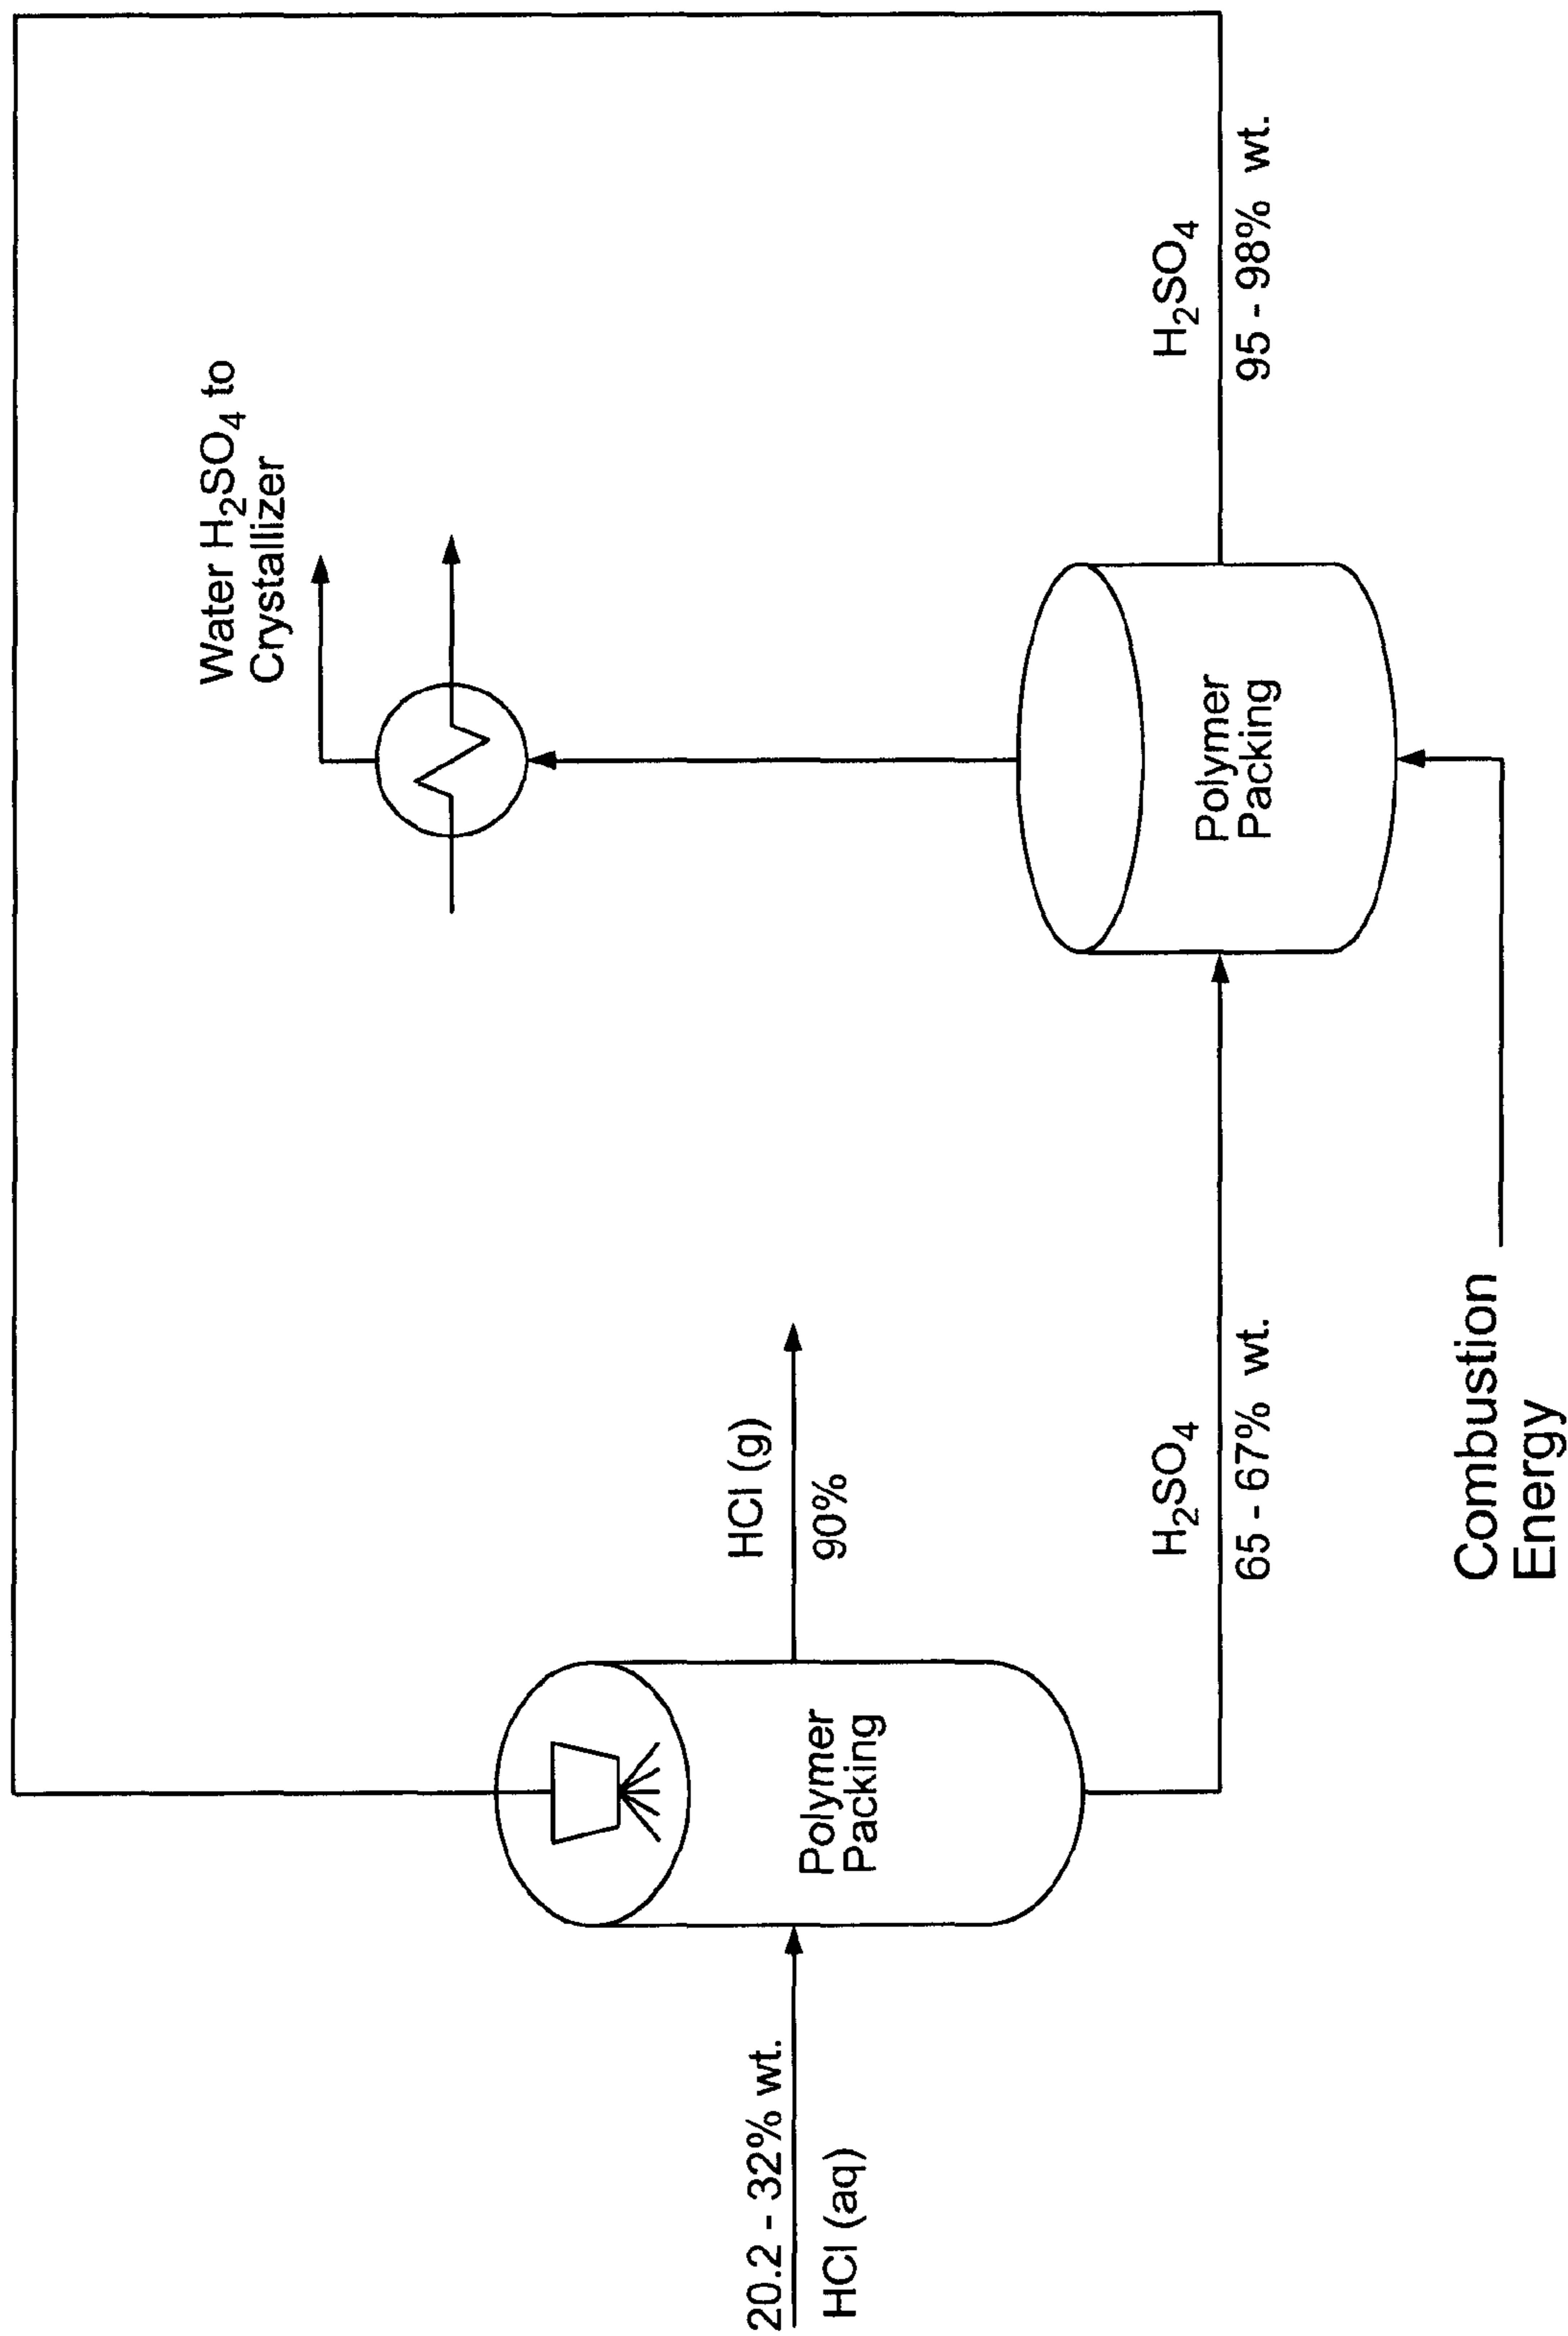 Water H2SO4 to
Crystallizer
20.2 - 32% wt.
HCl (aq)
Polymer
Packing
HCl (g)
90%
H2SO4
65 - 67% wt.
Polymer
Packing
H2SO4
95 - 98% wt.
Combustion
Energy